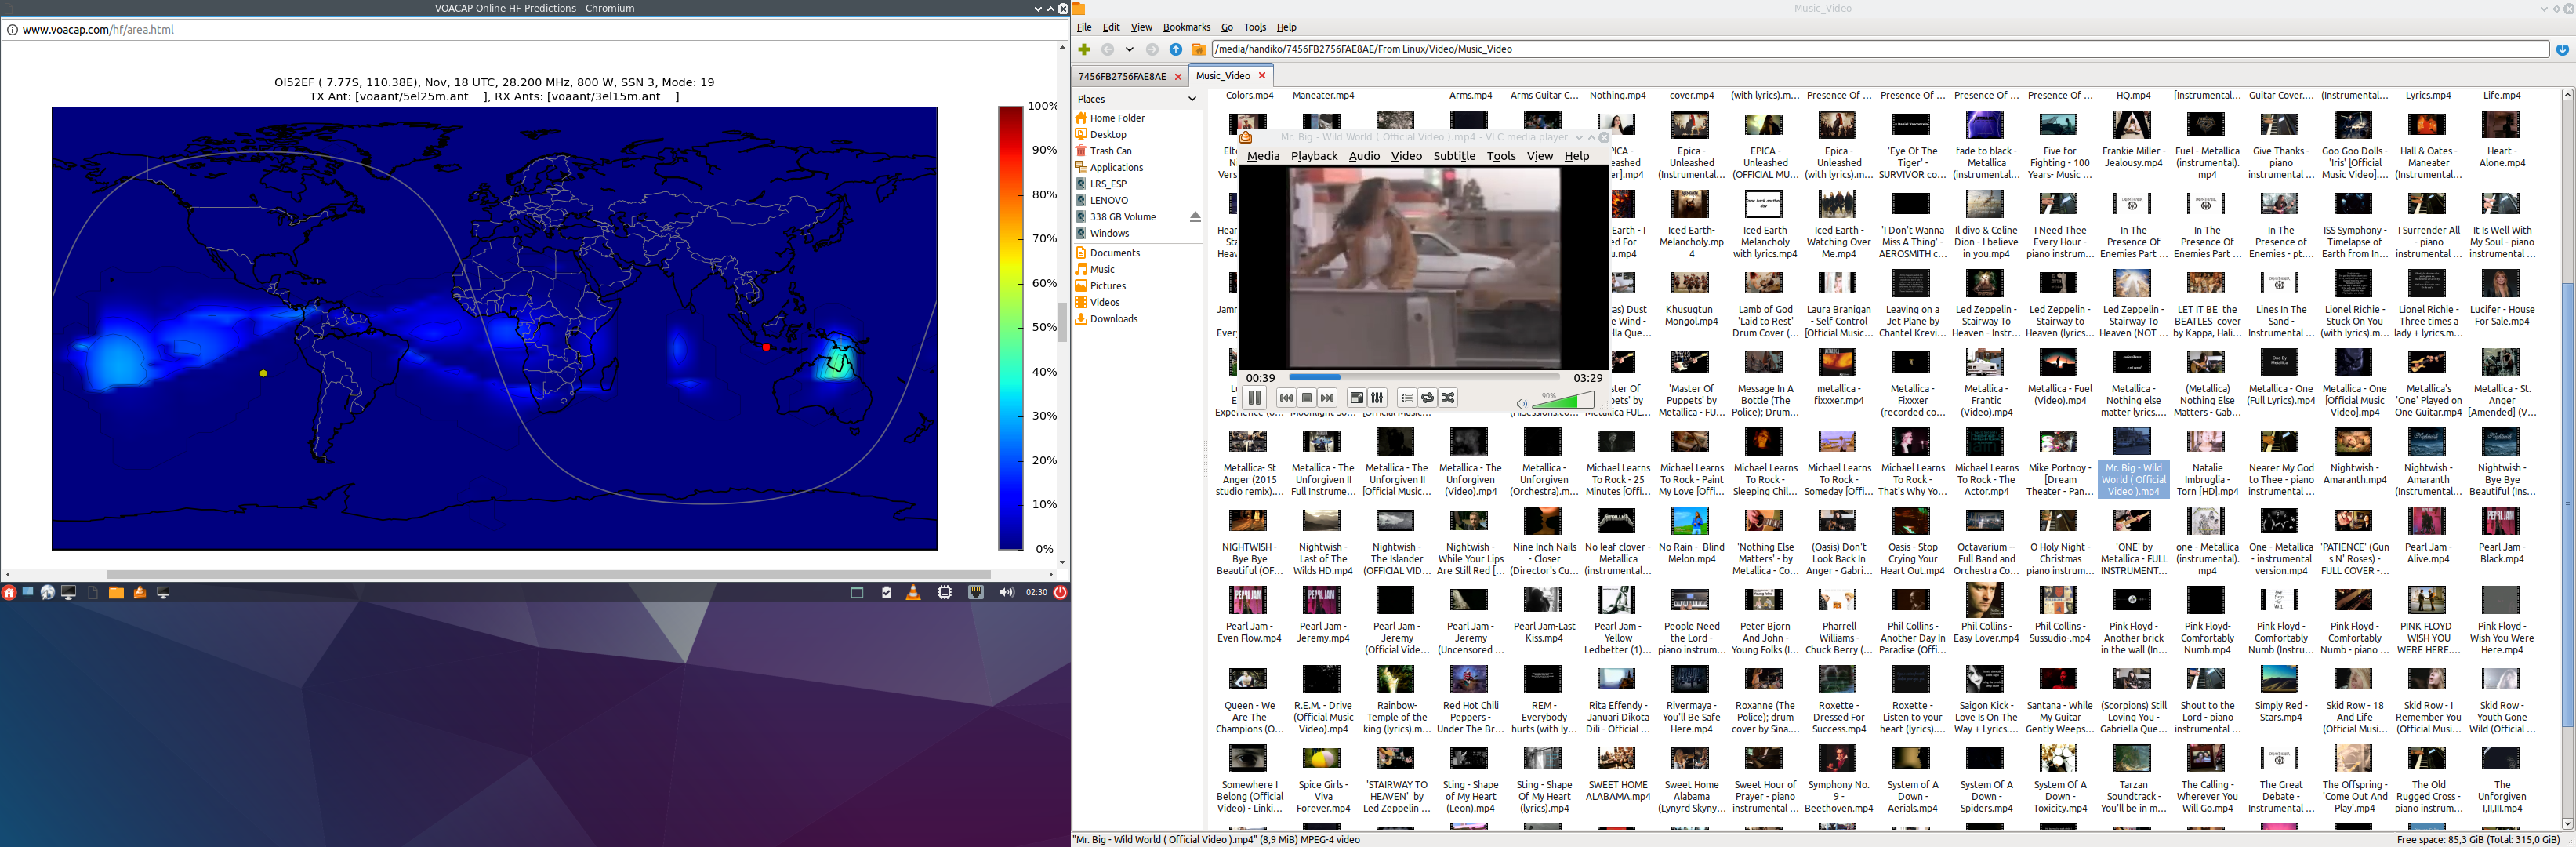 VOACAP Online HF Predictions - Chromium
www.voacap.com/hf/area.html
OI52EF ( 7.77S, 110.38E), Nov, 18 UTC, 28.200 MHz, 800 W, SSN 3, Mode: 19
TX Ant: [voaant/5el25m.ant ], RX Ants: [voaant/3el15m.ant ]
100%
90%
80%
70%
60%
50%
40%
30%
20%
10%
0%
02:30
Music_Video
File Edit View Bookmarks Go Tools Help
/media/handiko/7456FB2756FAE8AE/From Linux/Video/Music_Video
7456FB2756FAE8AE Music_Video
Places
Home Folder
Desktop
Trash Can
Applications
LRS_ESP
LENOVO
338 GB Volume
Windows
Documents
Music
Pictures
Videos
Downloads
Mr. Big - Wild World ( Official Video ).mp4 - VLC media player
Media Playback Audio Video Subtitle Tools View Help
00:39 03:29
90%
Colors.mp4 Maneater.mp4 Arms.mp4 Arms Guitar C... Nothing.mp4 cover.mp4 (with lyrics).m... Presence Of ... Presence Of ... Presence Of ... Presence Of ... HQ.mp4 [Instrumental... Guitar Cover.... (Instrumental... Lyrics.mp4 Life.mp4
Epica - EPICA - Epica - 'Eye Of The fade to black - Five for Frankie Miller - Fuel - Metallica Give Thanks - Goo Goo Dolls - Hall & Oates - Heart -
Unleashed Unleashed Unleashed Tiger' - Metallica Fighting - 100 Jealousy.mp4 (instrumental). piano 'Iris' [Official Maneater Alone.mp4
(Instrumental... (OFFICIAL MU... (with lyrics).m... SURVIVOR co... (instrumental... Years- Music ... mp4 instrumental ... Music Video].... (Instrumental...
Iced Earth- Iced Earth Iced Earth - 'I Don't Wanna Il divo & Celine I Need Thee In The In The In The ISS Symphony - I Surrender All It Is Well With
Melancholy.mp Melancholy Watching Over Miss A Thing' - Dion - I believe Every Hour - Presence Of Presence Of Presence of Timelapse of - piano My Soul - piano
4 with lyrics.mp4 Me.mp4 AEROSMITH c... in you.mp4 piano instrum... Enemies Part ... Enemies Part ... Enemies - pt.... Earth from In... instrumental ... instrumental ...
Khusugtun Lamb of God Laura Branigan Leaving on a Led Zeppelin - Led Zeppelin - Led Zeppelin - LET IT BE the Lines In The Lionel Richie - Lionel Richie - Lucifer - House
Mongol.mp4 'Laid to Rest' - Self Control Jet Plane by Stairway To Stairway to Stairway To BEATLES cover Sand - Stuck On You Three times a For Sale.mp4
Drum Cover (... [Official Music... Chantel Krevi... Heaven - Instr... Heaven (lyrics)... Heaven (NOT ... by Kappa, Hali... Instrumental... (with lyrics).m... lady + lyrics.m...
'Master Of Message In A metallica - Metallica - Metallica - Metallica - Fuel Metallica - (Metallica) Metallica - One Metallica - One Metallica's Metallica - St.
Puppets' by Bottle (The fixxxer.mp4 Fixxxer Frantic (Video).mp4 Nothing else Nothing Else (Full Lyrics).mp4 [Official Music 'One' Played on Anger
Metallica - FU... Police); Drum... (recorded co... (Video).mp4 matter lyrics.... Matters - Gab... Video].mp4 One Guitar.mp4 [Amended] (V...
Metallica- St Metallica - The Metallica - The Metallica - The Metallica - Michael Learns Michael Learns Michael Learns Michael Learns Michael Learns Michael Learns Mike Portnoy - Mr. Big - Wild Natalie Nearer My God Nightwish - Nightwish - Nightwish -
Anger (2015 Unforgiven II Unforgiven II Unforgiven Unforgiven To Rock - 25 To Rock - Paint To Rock - To Rock - To Rock - To Rock - The [Dream World ( Official Imbruglia - to Thee - piano Amaranth.mp4 Amaranth Bye Bye
studio remix).... Full Instrume... [Official Music... (Video).mp4 (Orchestra).m... Minutes [Offic... My Love [Offi... Sleeping Chil... Someday [Offi... That's Why Yo... Actor.mp4 Theater - Pan... Video ).mp4 Torn [HD].mp4 instrumental ... (Instrumental... Beautiful (Ins...
NIGHTWISH - Nightwish - Nightwish - Nightwish - Nine Inch Nails No leaf clover - No Rain - Blind 'Nothing Else (Oasis) Don't Oasis - Stop Octavarium -- O Holy Night - 'ONE' by one - Metallica One - Metallica 'PATIENCE' (Gun Pearl Jam - Pearl Jam -
Bye Bye Last of The The Islander While Your Lips - Closer Metallica Melon.mp4 Matters' - by Look Back In Crying Your Full Band and Christmas Metallica - FULL (instrumental). - instrumental s N' Roses) - Alive.mp4 Black.mp4
Beautiful (OF... Wilds HD.mp4 (OFFICIAL VID... Are Still Red [... (Director's Cu... (instrumental... Metallica - Co... Anger - Gabri... Heart Out.mp4 Orchestra Co... piano instrum... INSTRUMENT... mp4 version.mp4 FULL COVER -...
Pearl Jam - Pearl Jam - Pearl Jam - Pearl Jam - Pearl Jam-Last Pearl Jam - People Need Peter Bjorn Pharrell Phil Collins - Phil Collins - Phil Collins - Pink Floyd - Pink Floyd- Pink Floyd - Pink Floyd - PINK FLOYD Pink Floyd -
Even Flow.mp4 Jeremy.mp4 Jeremy Jeremy Kiss.mp4 Yellow the Lord - And John - Williams - Another Day In Easy Lover.mp4 Sussudio-.mp4 Another brick Comfortably Comfortably Comfortably WISH YOU Wish You Were
(Official Vide... (Uncensored ... Ledbetter (1)... piano instrum... Young Folks (I... Chuck Berry (... Paradise (Offi... in the wall (In... Numb.mp4 Numb (Instru... Numb - piano ... WERE HERE.... Here.mp4
Queen - We R.E.M. - Drive Rainbow- Red Hot Chili REM - Rita Effendy - Rivermaya - Roxanne (The Roxette - Roxette - Saigon Kick - Santana - While (Scorpions) Still Shout to the Simply Red - Skid Row - 18 Skid Row - I Skid Row -
Are The (Official Music Temple of the Peppers - Everybody Januari Dikota You'll Be Safe Police); drum Dressed For Listen to your Love Is On The My Guitar Loving You - Lord - piano Stars.mp4 And Life Remember You Youth Gone
Champions (O... Video).mp4 king (lyrics).m... Under The Br... hurts (with ly... Dili - Official ... Here.mp4 cover by Sina.... Success.mp4 heart (lyric).... Way + Lyrics.... Gently Weeps... Gabriella Que... instrumental ... (Official Musi... (Official Musi... Wild (Official ...
Somewhere I Spice Girls - 'STAIRWAY TO Sting - Shape Sting - Shape SWEET HOME Sweet Home Sweet Hour of Symphony No. System of A System Of A System Of A Tarzan The Calling - The Great The Offspring - The Old The
Belong (Official Viva HEAVEN' by of My Heart Of My Heart ALABAMA.mp4 Alabama Prayer - piano 9 - Down - Down - Down - Soundtrack - Wherever You Debate - 'Come Out And Rugged Cross - Unforgiven
Video) - Linki... Forever.mp4 Led Zeppelin ... (Leon).mp4 (lyrics).mp4 (Lynyrd Skyny... instrumental ... Beethoven.mp4 Aerials.mp4 Spiders.mp4 Toxicity.mp4 You'll be in m... Will Go.mp4 Instrumental ... Play'.mp4 piano instrum... I,II,III.mp4
"Mr. Big - Wild World ( Official Video ).mp4" (8,9 MiB) MPEG-4 video
Free space: 85,3 GiB (Total: 315,0 GiB)